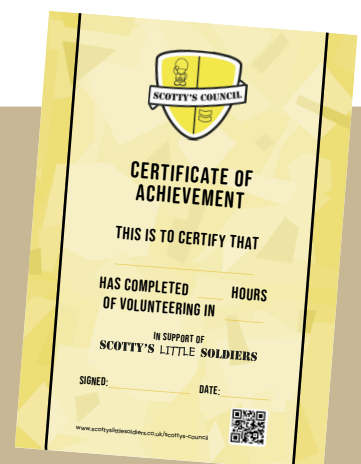 SCOTTY'S COUNCIL
CERTIFICATE OF
ACHIEVEMENT
THIS IS TO CERTIFY THAT
HAS COMPLETED HOURS
OF VOLUNTEERING IN
IN SUPPORT OF
SCOTTY'S LITTLE SOLDIERS
SIGNED: DATE:
www.scottyslittlesoldiers.co.uk/scottys-council